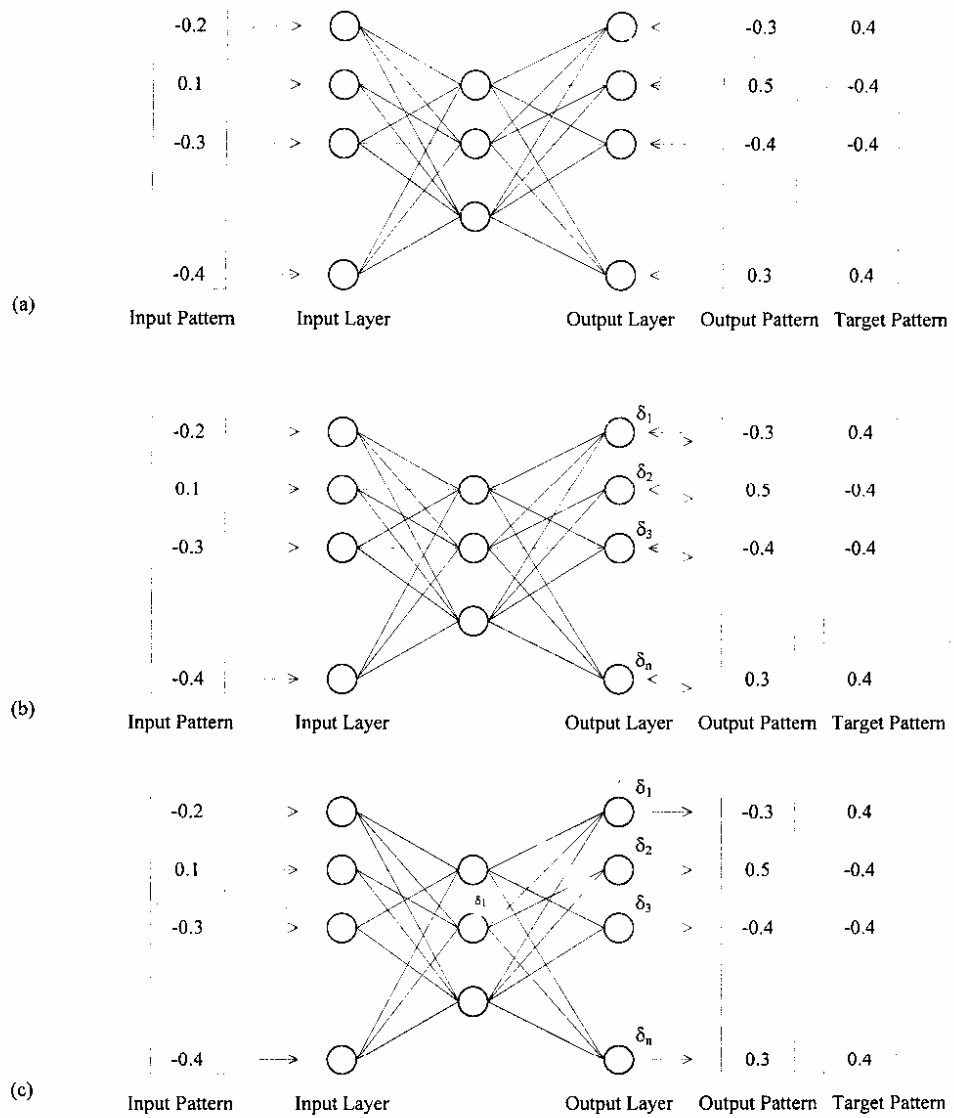 -0.2 -0.3 0.4
0.1 0.5 -0.4
-0.3 -0.4 -0.4
-0.4 0.3 0.4
(a)
Input Pattern Input Layer Output Layer Output Pattern Target Pattern
δ1
-0.2 -0.3 0.4
δ2
0.1 0.5 -0.4
δ3
-0.3 -0.4 -0.4
δn
-0.4 0.3 0.4
(b)
Input Pattern Input Layer Output Layer Output Pattern Target Pattern
δ1
-0.2 -0.3 0.4
δ2
0.1 0.5 -0.4
δ1 δ3
-0.3 -0.4 -0.4
δn
-0.4 0.3 0.4
(c)
Input Pattern Input Layer Output Layer Output Pattern Target Pattern